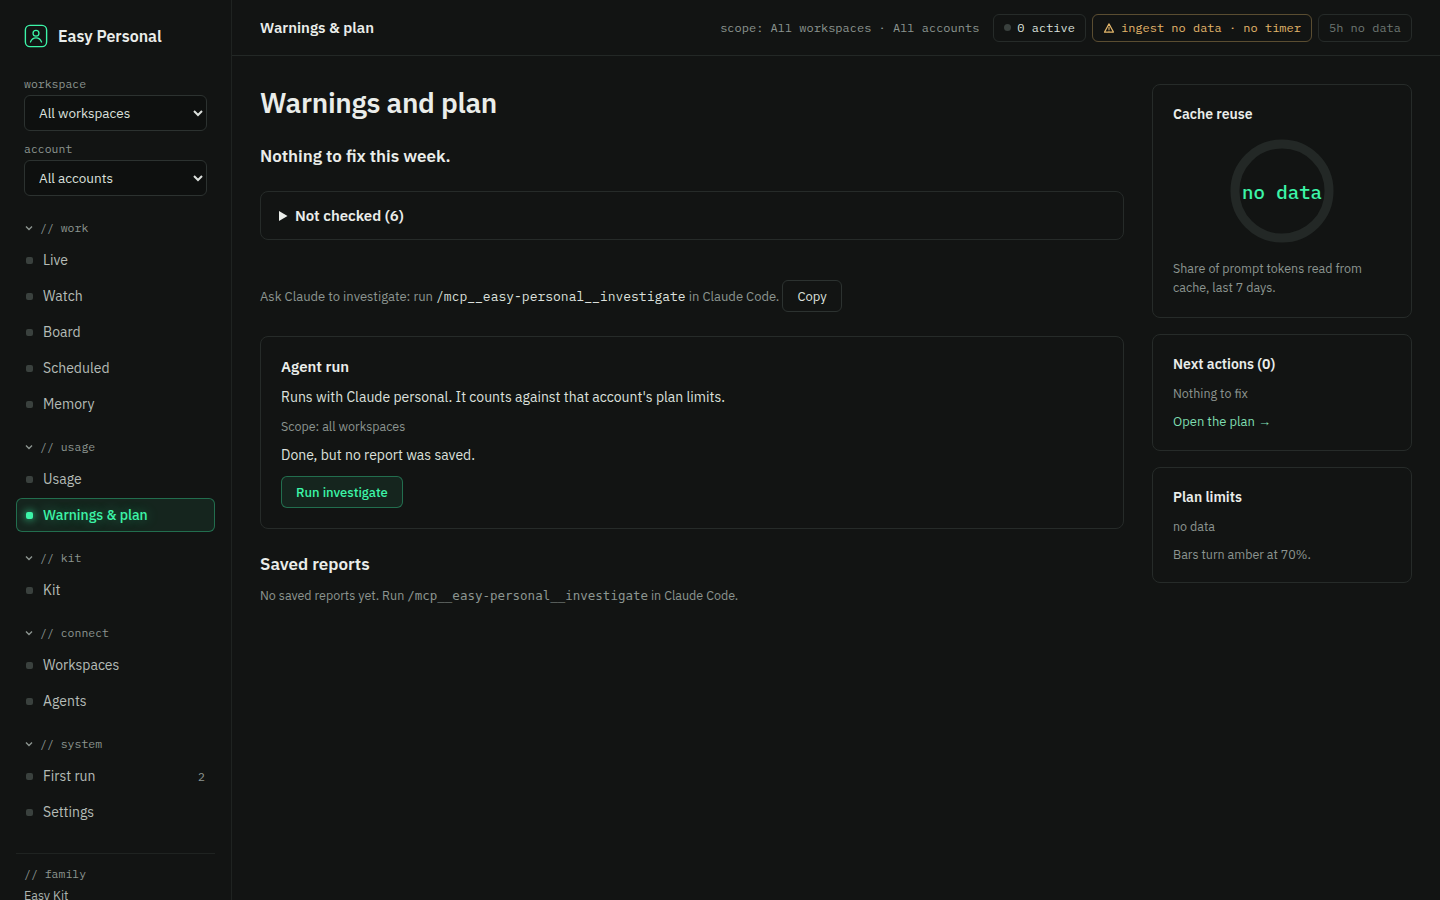 Easy Personal
workspace
All workspaces
account
All accounts
// work
Live
Watch
Board
Scheduled
Memory
// usage
Usage
Warnings & plan
// kit
Kit
// connect
Workspaces
Agents
// system
First run 2
Settings
// family
Easy Kit
Warnings & plan
scope: All workspaces · All accounts
0 active
ingest no data · no timer
5h no data
Warnings and plan
Nothing to fix this week.
Not checked (6)
Ask Claude to investigate: run /mcp__easy-personal__investigate in Claude Code. Copy
Agent run
Runs with Claude personal. It counts against that account's plan limits.
Scope: all workspaces
Done, but no report was saved.
Run investigate
Saved reports
No saved reports yet. Run /mcp__easy-personal__investigate in Claude Code.
Cache reuse
no data
Share of prompt tokens read from
cache, last 7 days.
Next actions (0)
Nothing to fix
Open the plan →
Plan limits
no data
Bars turn amber at 70%.